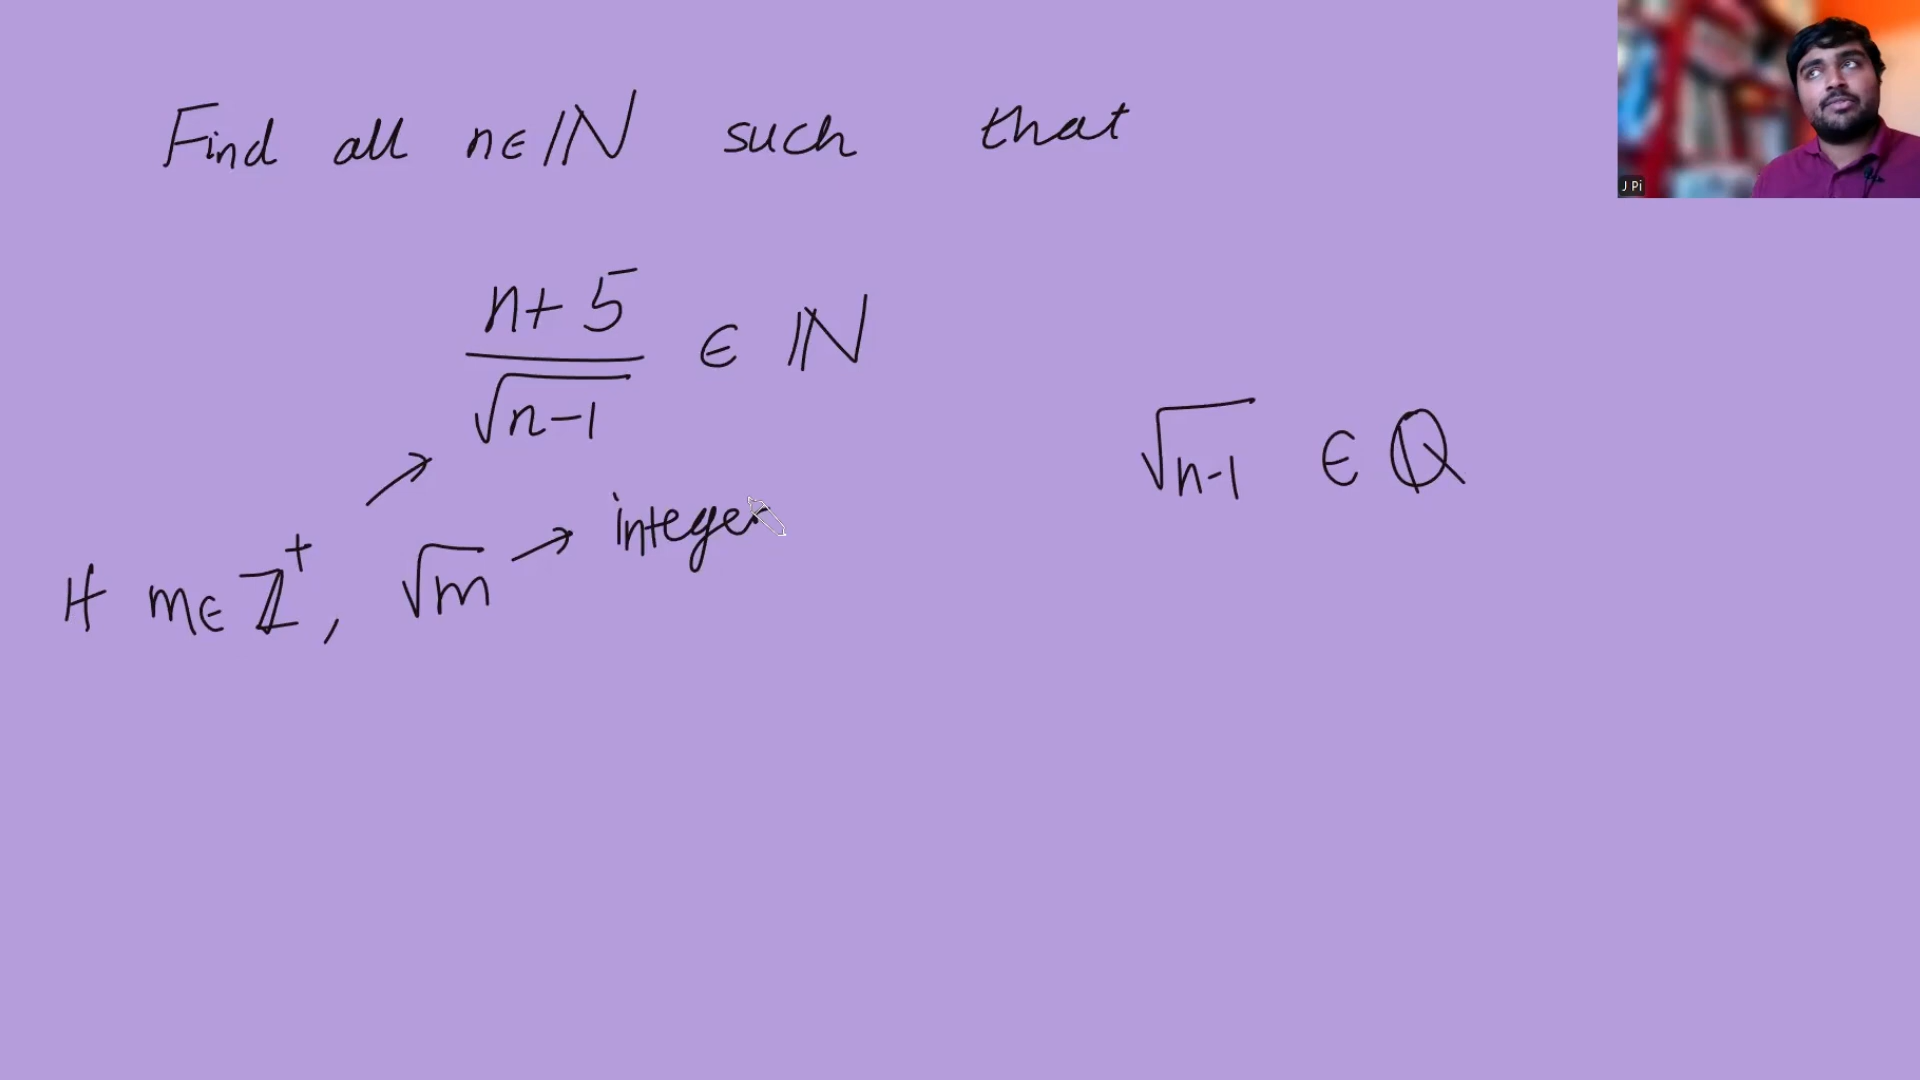 Find all n∈ℕ such that
n+5
√n-1 ∈ ℕ
√n-1 ∈ ℚ
If m∈ℤ⁺, √m → integer
J Pi